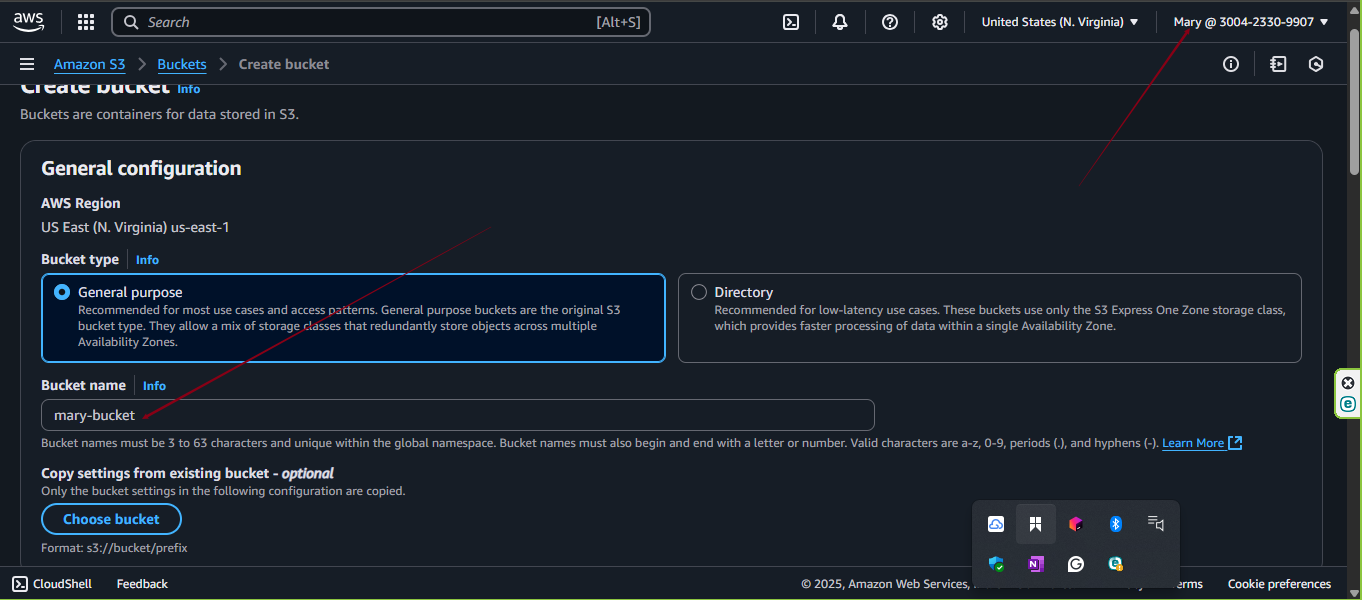 aws
Search [Alt+S]
United States (N. Virginia)
Mary @ 3004-2330-9907
Amazon S3 > Buckets > Create bucket
Create bucket Info
Buckets are containers for data stored in S3.
General configuration
AWS Region
US East (N. Virginia) us-east-1
Bucket type Info
General purpose
Recommended for most use cases and access patterns. General purpose buckets are the original S3
bucket type. They allow a mix of storage classes that redundantly store objects across multiple
Availability Zones.
Directory
Recommended for low-latency use cases. These buckets use only the S3 Express One Zone storage class,
which provides faster processing of data within a single Availability Zone.
Bucket name Info
mary-bucket
Bucket names must be 3 to 63 characters and unique within the global namespace. Bucket names must also begin and end with a letter or number. Valid characters are a-z, 0-9, periods (.), and hyphens (-). Learn More
Copy settings from existing bucket - optional
Only the bucket settings in the following configuration are copied.
Choose bucket
Format: s3://bucket/prefix
CloudShell Feedback
© 2025, Amazon Web Services,
Cookie preferences